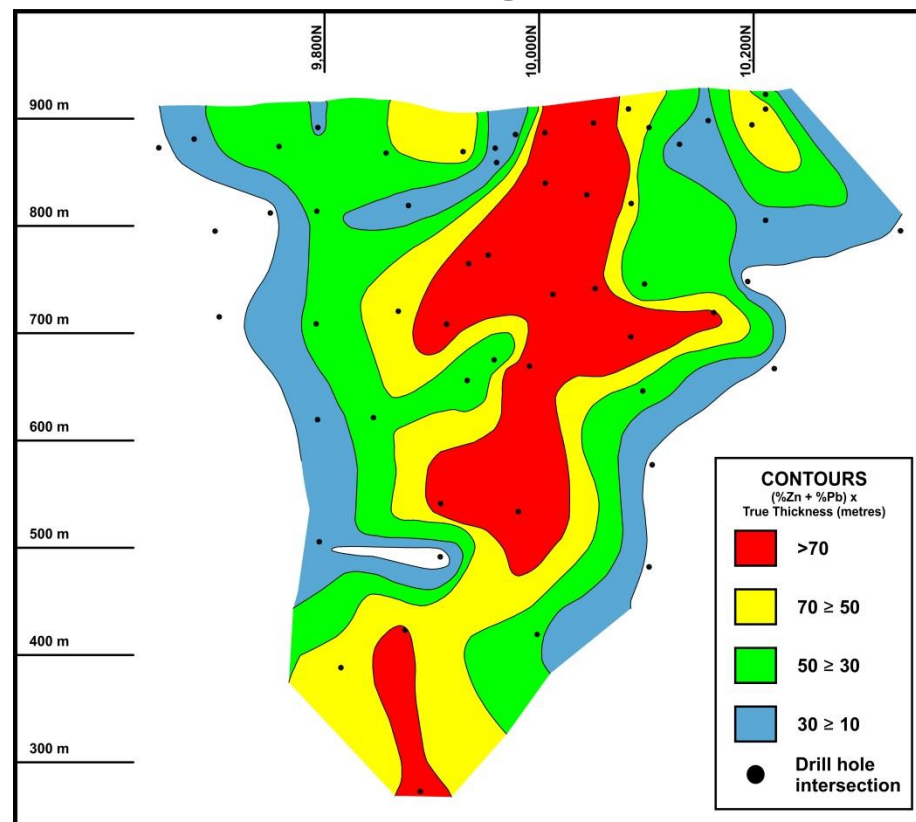 9,800N
10,000N
10,200N
900 m
800 m
700 m
600 m
500 m
400 m
300 m
CONTOURS
(%Zn + %Pb) x
True Thickness (metres)
>70
70 ≥ 50
50 ≥ 30
30 ≥ 10
Drill hole
intersection